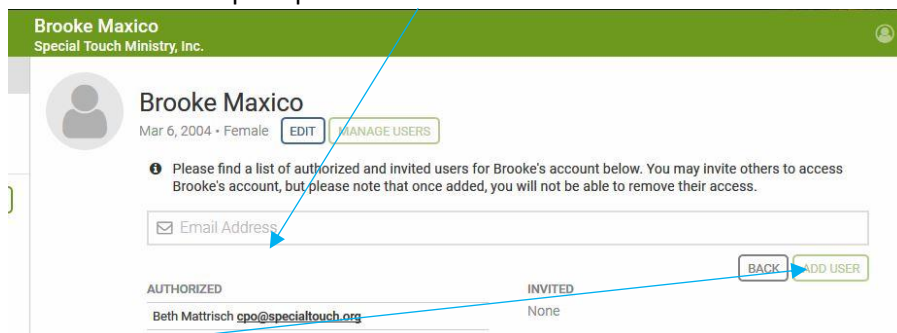 Brooke Maxico
Special Touch Ministry, Inc.
Brooke Maxico
Mar 6, 2004 • Female EDIT MANAGE USERS
Please find a list of authorized and invited users for Brooke's account below. You may invite others to access
Brooke's account, but please note that once added, you will not be able to remove their access.
Email Address
BACK ADD USER
AUTHORIZED INVITED
Beth Mattrisch cpo@specialtouch.org None